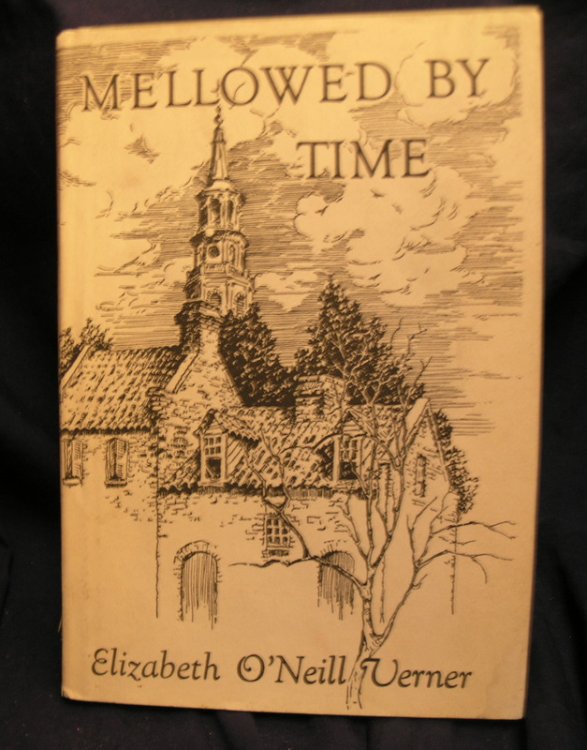 MELLOWED BY
TIME
Elizabeth O'Neill Verner